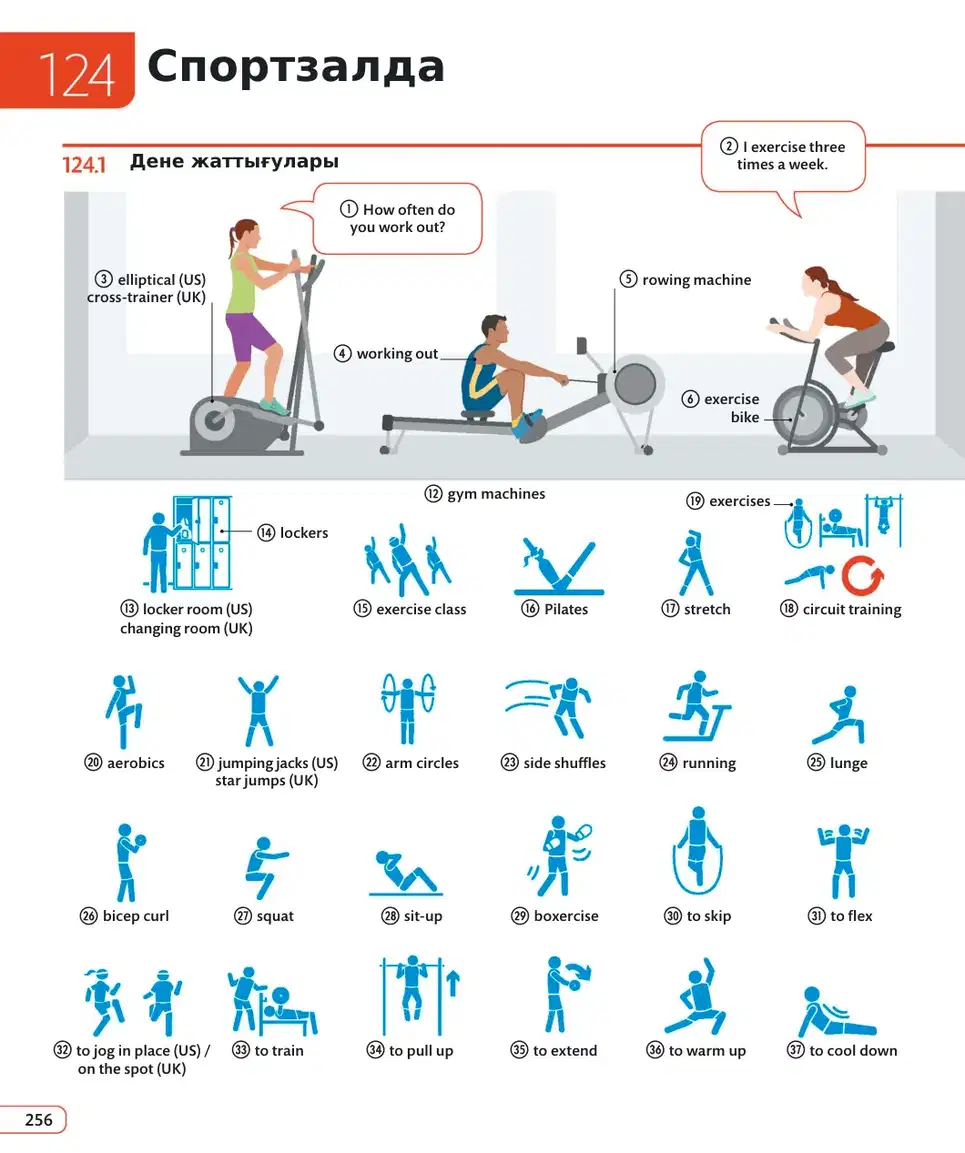 124 Спортзалда
124.1 Дене жаттығулары
② I exercise three
times a week.
① How often do
you work out?
③ elliptical (US)
cross-trainer (UK)
④ working out
⑤ rowing machine
⑥ exercise
bike
⑫ gym machines
⑭ lockers
⑲ exercises
⑬ locker room (US)
changing room (UK)
⑮ exercise class
⑯ Pilates
⑰ stretch
⑱ circuit training
⑳ aerobics
㉑ jumping jacks (US)
star jumps (UK)
㉒ arm circles
㉓ side shuffles
㉔ running
㉕ lunge
㉖ bicep curl
㉗ squat
㉘ sit-up
㉙ boxercise
㉚ to skip
㉛ to flex
㉜ to jog in place (US) /
on the spot (UK)
㉝ to train
㉞ to pull up
㉟ to extend
㊱ to warm up
㊲ to cool down
256